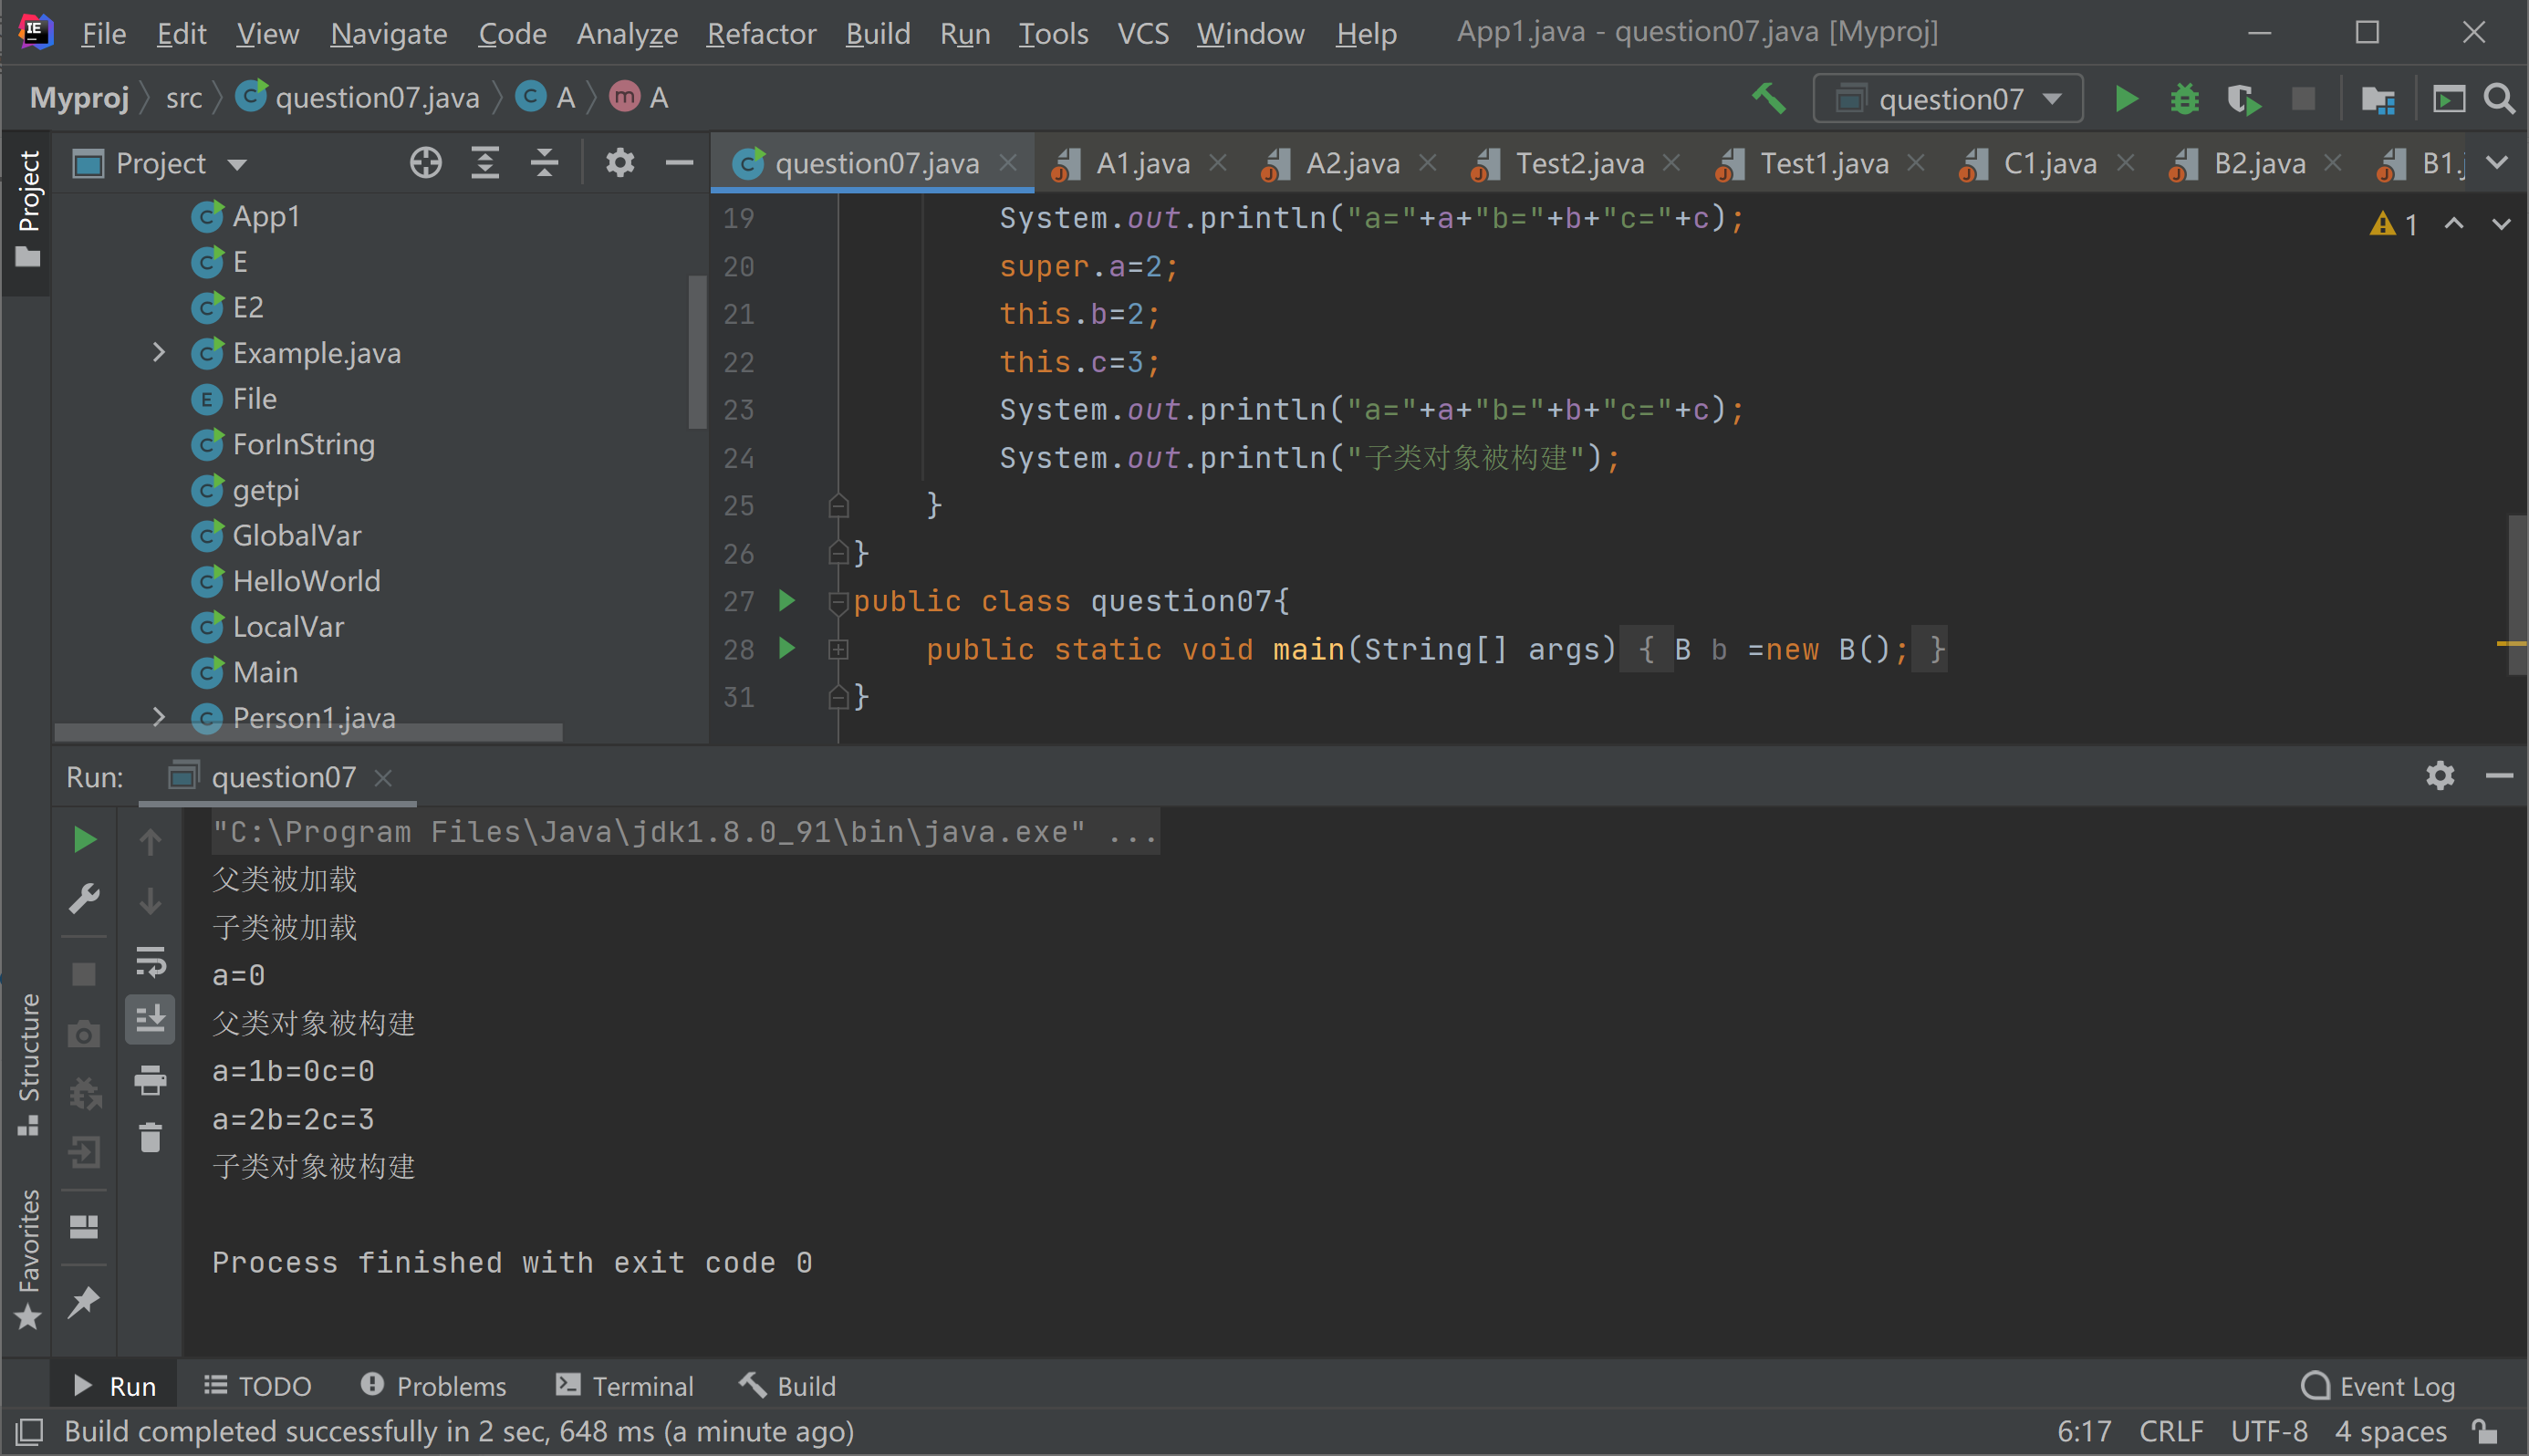 File Edit View Navigate Code Analyze Refactor Build Run Tools VCS Window Help App1.java - question07.java [Myproj]
Myproj src question07.java A m A question07
Project
Project
question07.java A1.java A2.java Test2.java Test1.java C1.java B2.java B1.j
App1
E
E2
Example.java
File
ForInString
getpi
GlobalVar
HelloWorld
LocalVar
Main
Person1.java
1
19 System.out.println("a="+a+"b="+b+"c="+c);
20 super.a=2;
21 this.b=2;
22 this.c=3;
23 System.out.println("a="+a+"b="+b+"c="+c);
24 System.out.println("子类对象被构建");
25 }
26 }
27 public class question07{
28 public static void main(String[] args) { B b =new B(); }
31 }
Run: question07
"C:\Program Files\Java\jdk1.8.0_91\bin\java.exe" ...
父类被加载
子类被加载
a=0
父类对象被构建
a=1b=0c=0
a=2b=2c=3
子类对象被构建
Process finished with exit code 0
Structure
Favorites
Run TODO Problems Terminal Build Event Log
Build completed successfully in 2 sec, 648 ms (a minute ago) 6:17 CRLF UTF-8 4 spaces